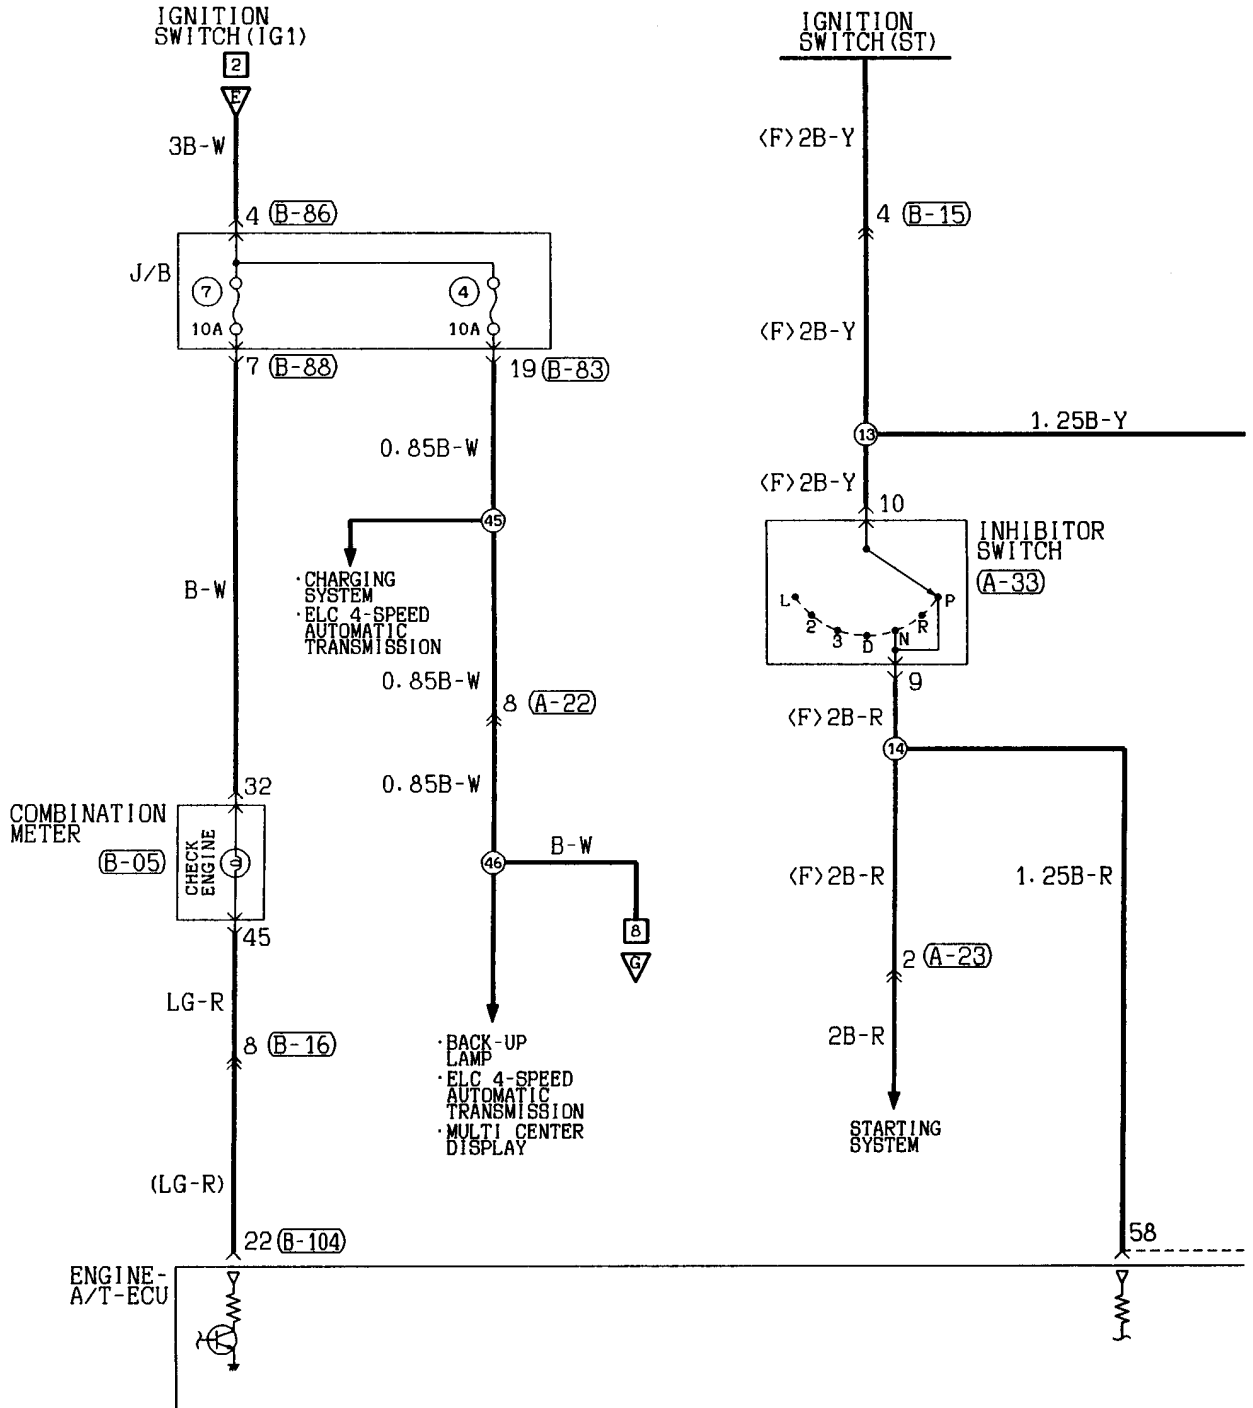 IGNITION
SWITCH(IG1)
2
E
3B-W
4 (B-86)
J/B
7
4
10A
10A
7 (B-88)
19 (B-83)
0.85B-W
45
·CHARGING
SYSTEM
·ELC 4-SPEED
AUTOMATIC
TRANSMISSION
B-W
0.85B-W
8 (A-22)
0.85B-W
32
COMBINATION
METER
(B-05)
CHECK
ENGINE
46
B-W
8
G
45
LG-R
8 (B-16)
·BACK-UP
LAMP
·ELC 4-SPEED
AUTOMATIC
TRANSMISSION
·MULTI CENTER
DISPLAY
(LG-R)
22 (B-104)
ENGINE-
A/T-ECU
IGNITION
SWITCH(ST)
<F>2B-Y
4 (B-15)
<F>2B-Y
13
1.25B-Y
<F>2B-Y
10
INHIBITOR
SWITCH
(A-33)
L
2
3
D
N
R
P
9
<F>2B-R
14
<F>2B-R
1.25B-R
2 (A-23)
2B-R
STARTING
SYSTEM
58